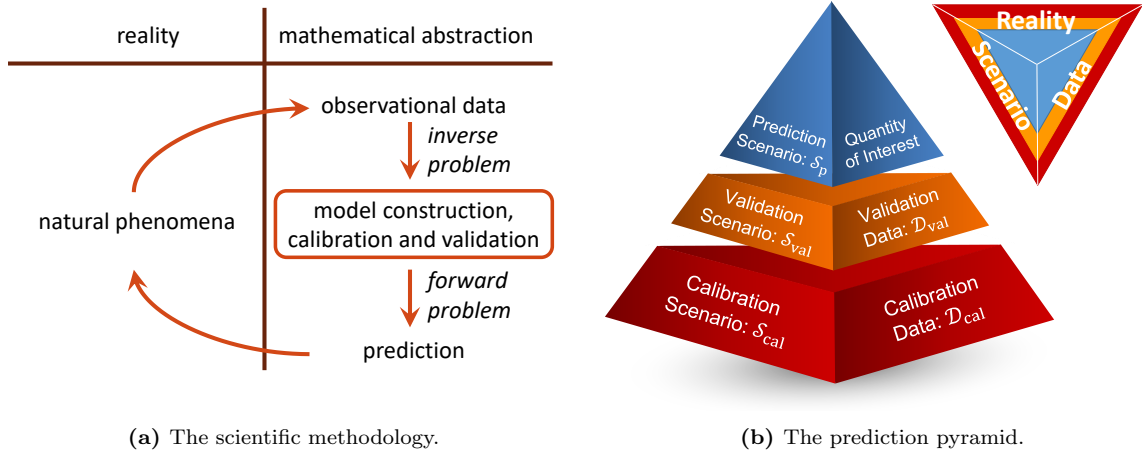 reality
mathematical abstraction
observational data
inverse
problem
natural phenomena
model construction,
calibration and validation
forward
problem
prediction
(a) The scientific methodology.
Reality
Scenario
Data
Prediction
Scenario: 𝒮p
Quantity
of Interest
Validation
Scenario: 𝒮val
Validation
Data: 𝒟val
Calibration
Scenario: 𝒮cal
Calibration
Data: 𝒟cal
(b) The prediction pyramid.